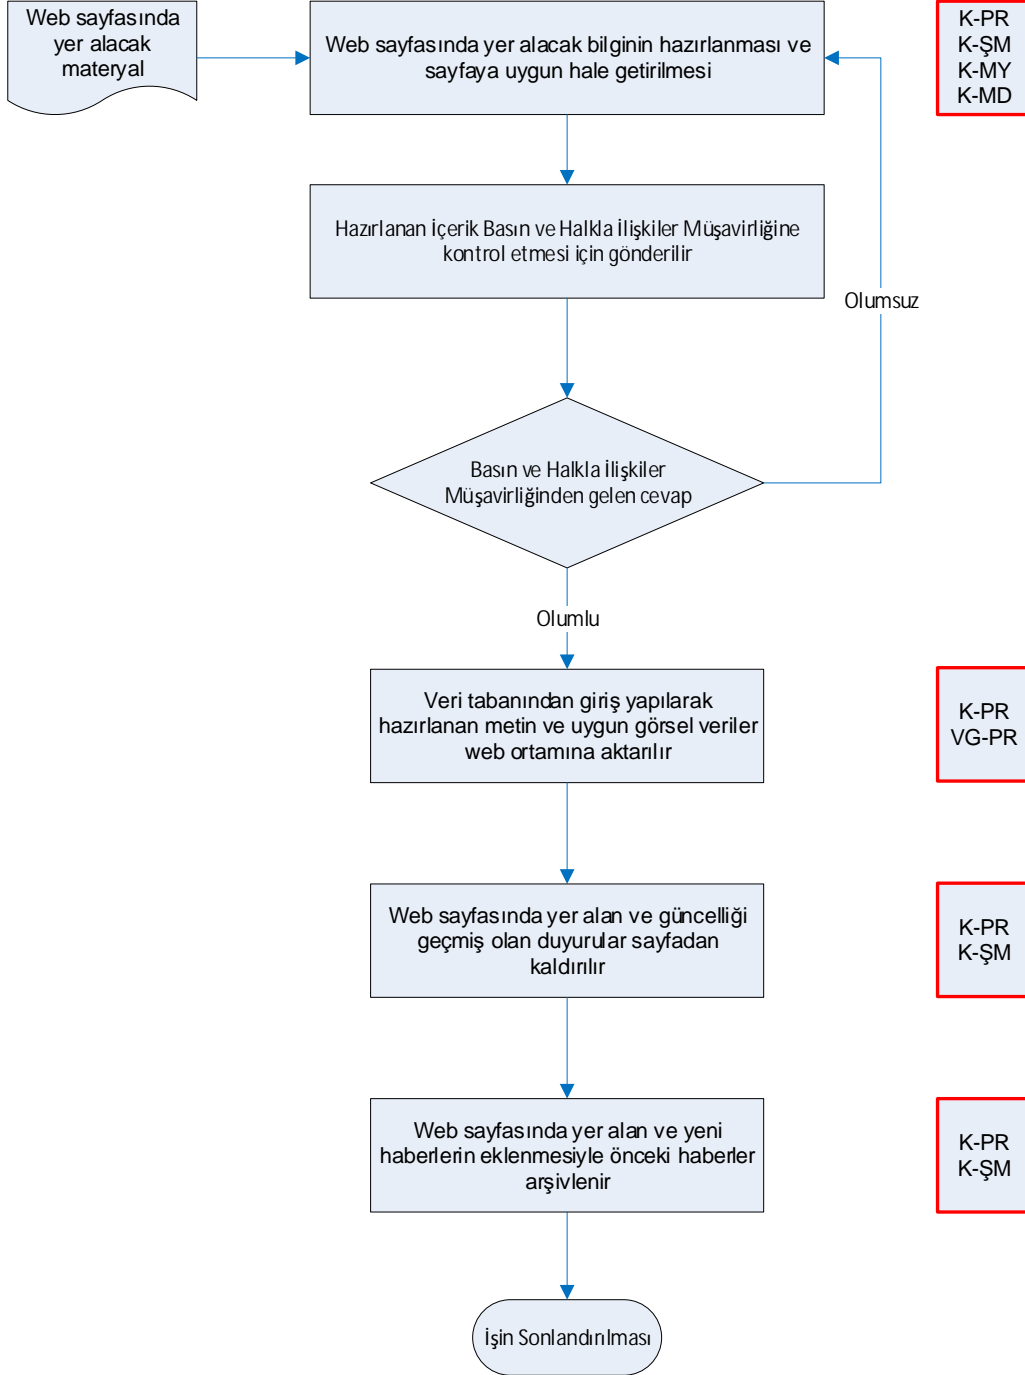 Web sayfasında
yer alacak
materyal
Web sayfasında yer alacak bilginin hazırlanması ve
sayfaya uygun hale getirilmesi
K-PR
K-ŞM
K-MY
K-MD
Hazırlanan İçerik Basın ve Halkla İlişkiler Müşavirliğine
kontrol etmesi için gönderilir
Olumsuz
Basın ve Halkla İlişkiler
Müşavirliğinden gelen cevap
Olumlu
Veri tabanından giriş yapılarak
hazırlanan metin ve uygun görsel veriler
web ortamına aktarılır
K-PR
VG-PR
Web sayfasında yer alan ve güncelliği
geçmiş olan duyurular sayfadan
kaldırılır
K-PR
K-ŞM
Web sayfasında yer alan ve yeni
haberlerin eklenmesiyle önceki haberler
arşivlenir
K-PR
K-ŞM
İşin Sonlandırılması